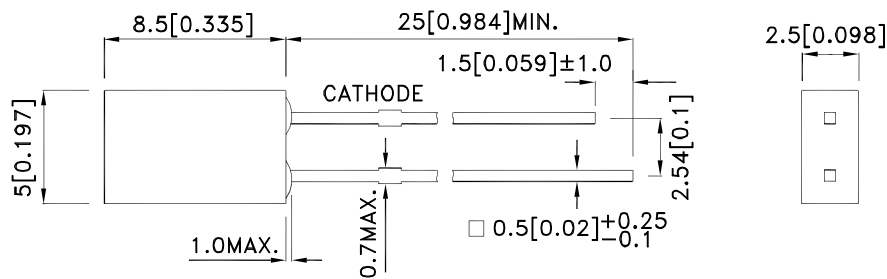 8.5[0.335]
25[0.984]MIN.
2.5[0.098]
1.5[0.059]±1.0
CATHODE
5[0.197]
2.54[0.1]
0.7MAX.
□ 0.5[0.02]+0.25
-0.1
1.0MAX.